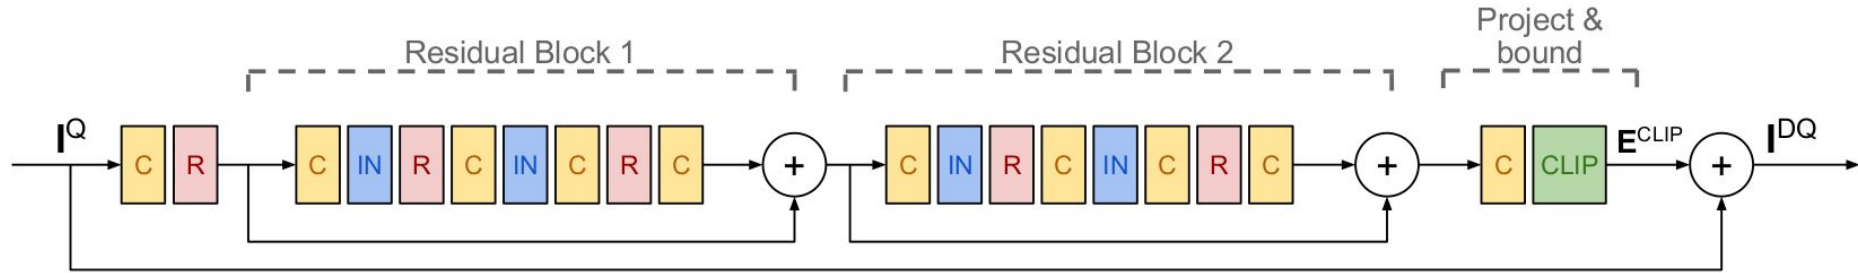 Project &
Residual Block 1 Residual Block 2 bound
I^Q C R C IN R C IN C R C + C IN R C IN C R C + C CLIP E^CLIP + I^DQ